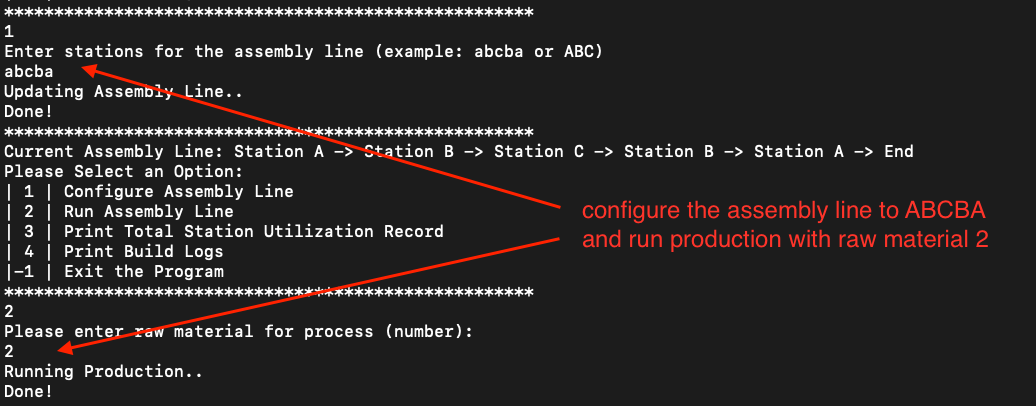 *****************************************************
1
Enter stations for the assembly line (example: abcba or ABC)
abcba
Updating Assembly Line..
Done!
*****************************************************
Current Assembly Line: Station A -> Station B -> Station C -> Station B -> Station A -> End
Please Select an Option:
| 1 | Configure Assembly Line
| 2 | Run Assembly Line
| 3 | Print Total Station Utilization Record
| 4 | Print Build Logs
|-1 | Exit the Program
*****************************************************
2
Please enter raw material for process (number):
2
Running Production..
Done!
configure the assembly line to ABCBA
and run production with raw material 2